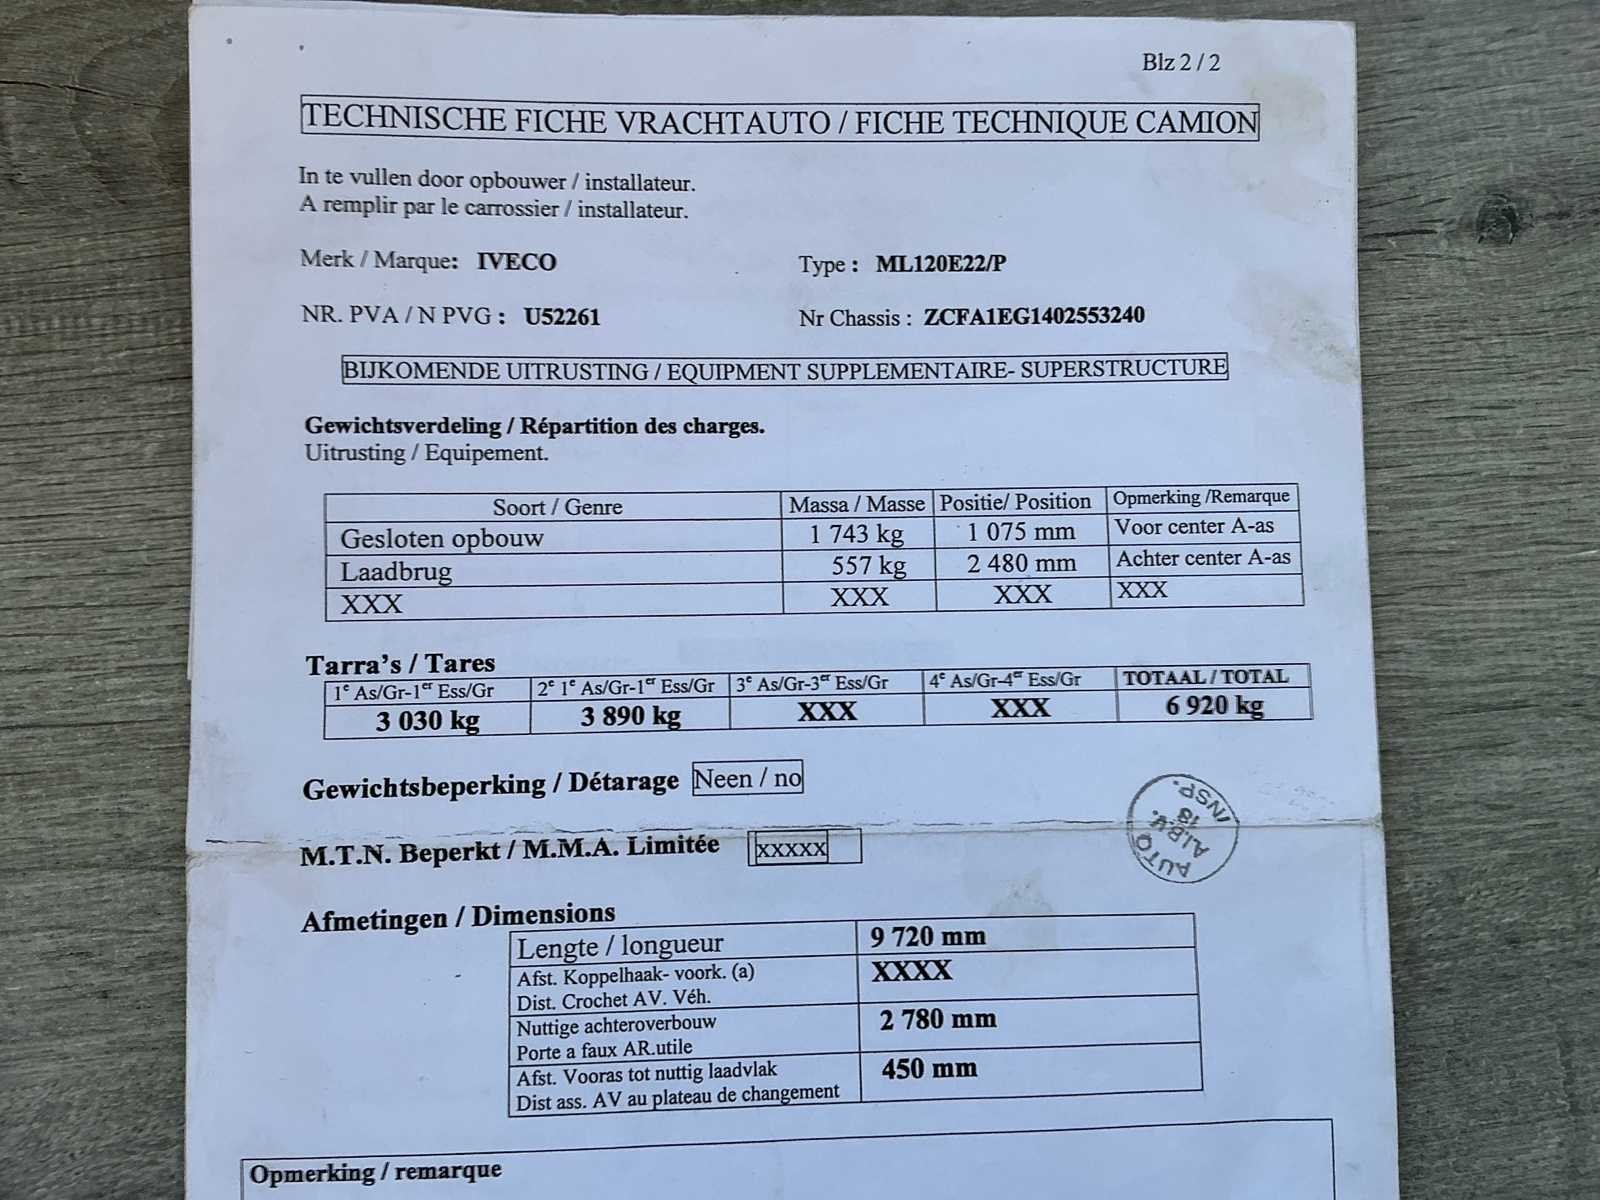 Blz 2 / 2
TECHNISCHE FICHE VRACHTAUTO / FICHE TECHNIQUE CAMION
In te vullen door opbouwer / installateur.
A remplir par le carrossier / installateur.
Merk / Marque: IVECO Type : ML120E22/P
NR. PVA / N PVG : U52261 Nr Chassis : ZCFA1EG1402553240
BIJKOMENDE UITRUSTING / EQUIPMENT SUPPLEMENTAIRE- SUPERSTRUCTURE
Gewichtsverdeling / Répartition des charges.
Uitrusting / Equipement.
Soort / Genre Massa / Masse Positie/ Position Opmerking /Remarque
Gesloten opbouw 1 743 kg 1 075 mm Voor center A-as
Laadbrug 557 kg 2 480 mm Achter center A-as
XXX XXX XXX XXX
Tarra's / Tares
1e As/Gr-1er Ess/Gr 2e 1e As/Gr-1er Ess/Gr 3e As/Gr-3er Ess/Gr 4e As/Gr-4er Ess/Gr TOTAAL / TOTAL
3 030 kg 3 890 kg XXX XXX 6 920 kg
Gewichtsbeperking / Détarage Neen / no
M.T.N. Beperkt / M.M.A. Limitée xxxxx
AUTO
A.I.B.V.
18
INSP.
Afmetingen / Dimensions
Lengte / longueur 9 720 mm
Afst. Koppelhaak- voork. (a) XXXX
Dist. Crochet AV. Véh.
Nuttige achteroverbouw 2 780 mm
Porte a faux AR.utile
Afst. Vooras tot nuttig laadvlak 450 mm
Dist ass. AV au plateau de changement
Opmerking / remarque